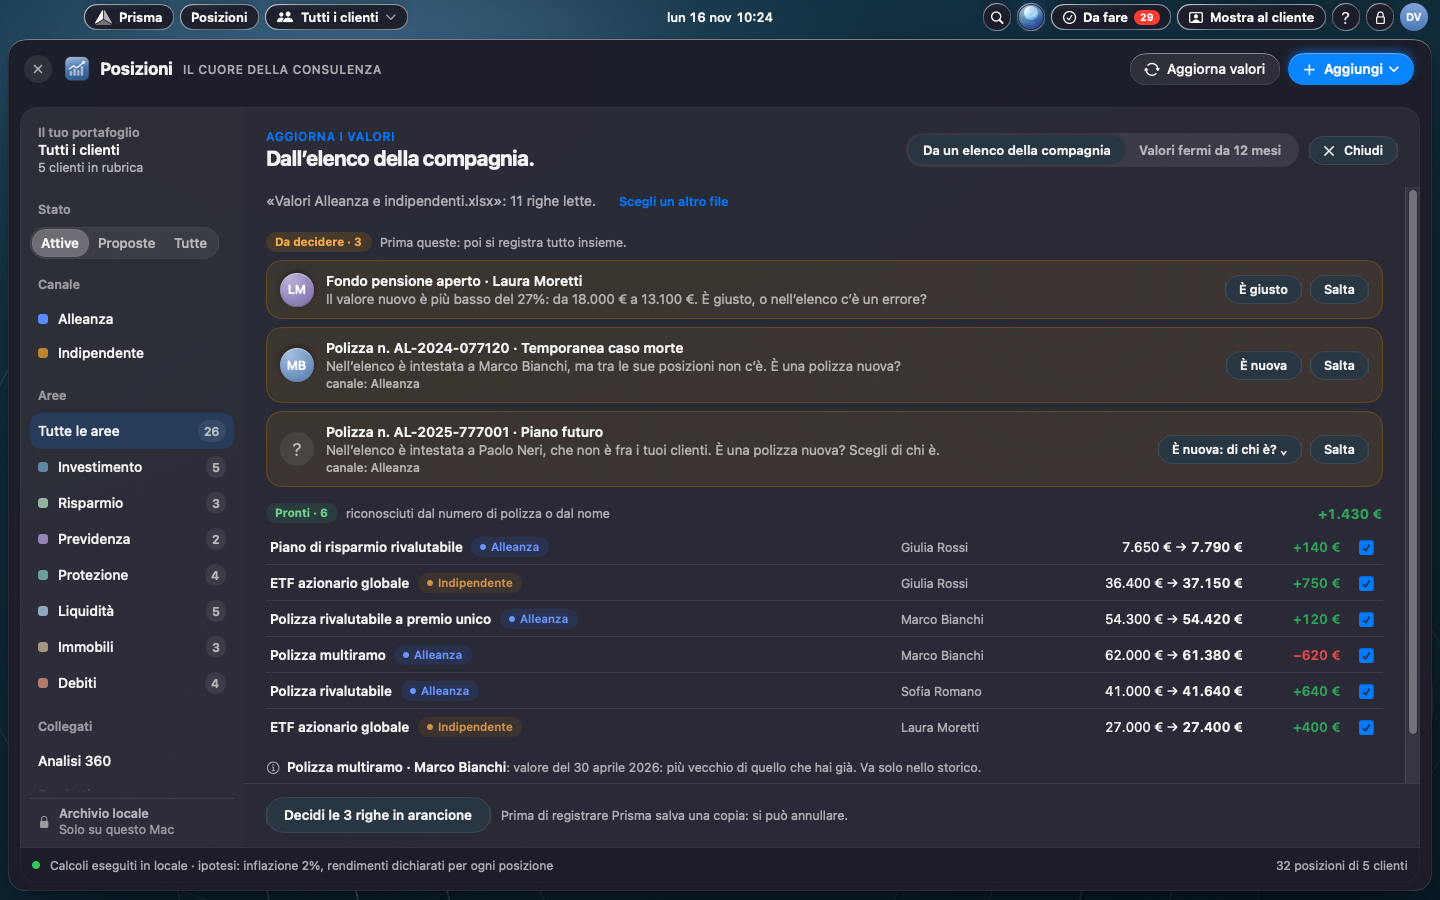 Prisma
Posizioni
Tutti i clienti
lun 16 nov 10:24
Da fare 29
Mostra al cliente
?
DV
Posizioni IL CUORE DELLA CONSULENZA
Aggiorna valori
+ Aggiungi
Il tuo portafoglio
Tutti i clienti
5 clienti in rubrica
Stato
Attive Proposte Tutte
Canale
Alleanza
Indipendente
Aree
Tutte le aree 26
Investimento 5
Risparmio 3
Previdenza 2
Protezione 4
Liquidità 5
Immobili 3
Debiti 4
Collegati
Analisi 360
Archivio locale
Solo su questo Mac
AGGIORNA I VALORI
Dall'elenco della compagnia.
Da un elenco della compagnia
Valori fermi da 12 mesi
Chiudi
«Valori Alleanza e indipendenti.xlsx»: 11 righe lette. Scegli un altro file
Da decidere · 3 Prima queste: poi si registra tutto insieme.
LM
Fondo pensione aperto · Laura Moretti
Il valore nuovo è più basso del 27%: da 18.000 € a 13.100 €. È giusto, o nell'elenco c'è un errore?
È giusto Salta
MB
Polizza n. AL-2024-077120 · Temporanea caso morte
Nell'elenco è intestata a Marco Bianchi, ma tra le sue posizioni non c'è. È una polizza nuova?
canale: Alleanza
È nuova Salta
?
Polizza n. AL-2025-777001 · Piano futuro
Nell'elenco è intestata a Paolo Neri, che non è fra i tuoi clienti. È una polizza nuova? Scegli di chi è.
canale: Alleanza
È nuova: di chi è? Salta
Pronti · 6 riconosciuti dal numero di polizza o dal nome +1.430 €
Piano di risparmio rivalutabile Alleanza Giulia Rossi 7.650 € → 7.790 € +140 €
ETF azionario globale Indipendente Giulia Rossi 36.400 € → 37.150 € +750 €
Polizza rivalutabile a premio unico Alleanza Marco Bianchi 54.300 € → 54.420 € +120 €
Polizza multiramo Alleanza Marco Bianchi 62.000 € → 61.380 € −620 €
Polizza rivalutabile Alleanza Sofia Romano 41.000 € → 41.640 € +640 €
ETF azionario globale Indipendente Laura Moretti 27.000 € → 27.400 € +400 €
Polizza multiramo · Marco Bianchi: valore del 30 aprile 2026: più vecchio di quello che hai già. Va solo nello storico.
Decidi le 3 righe in arancione
Prima di registrare Prisma salva una copia: si può annullare.
Calcoli eseguiti in locale · ipotesi: inflazione 2%, rendimenti dichiarati per ogni posizione
32 posizioni di 5 clienti